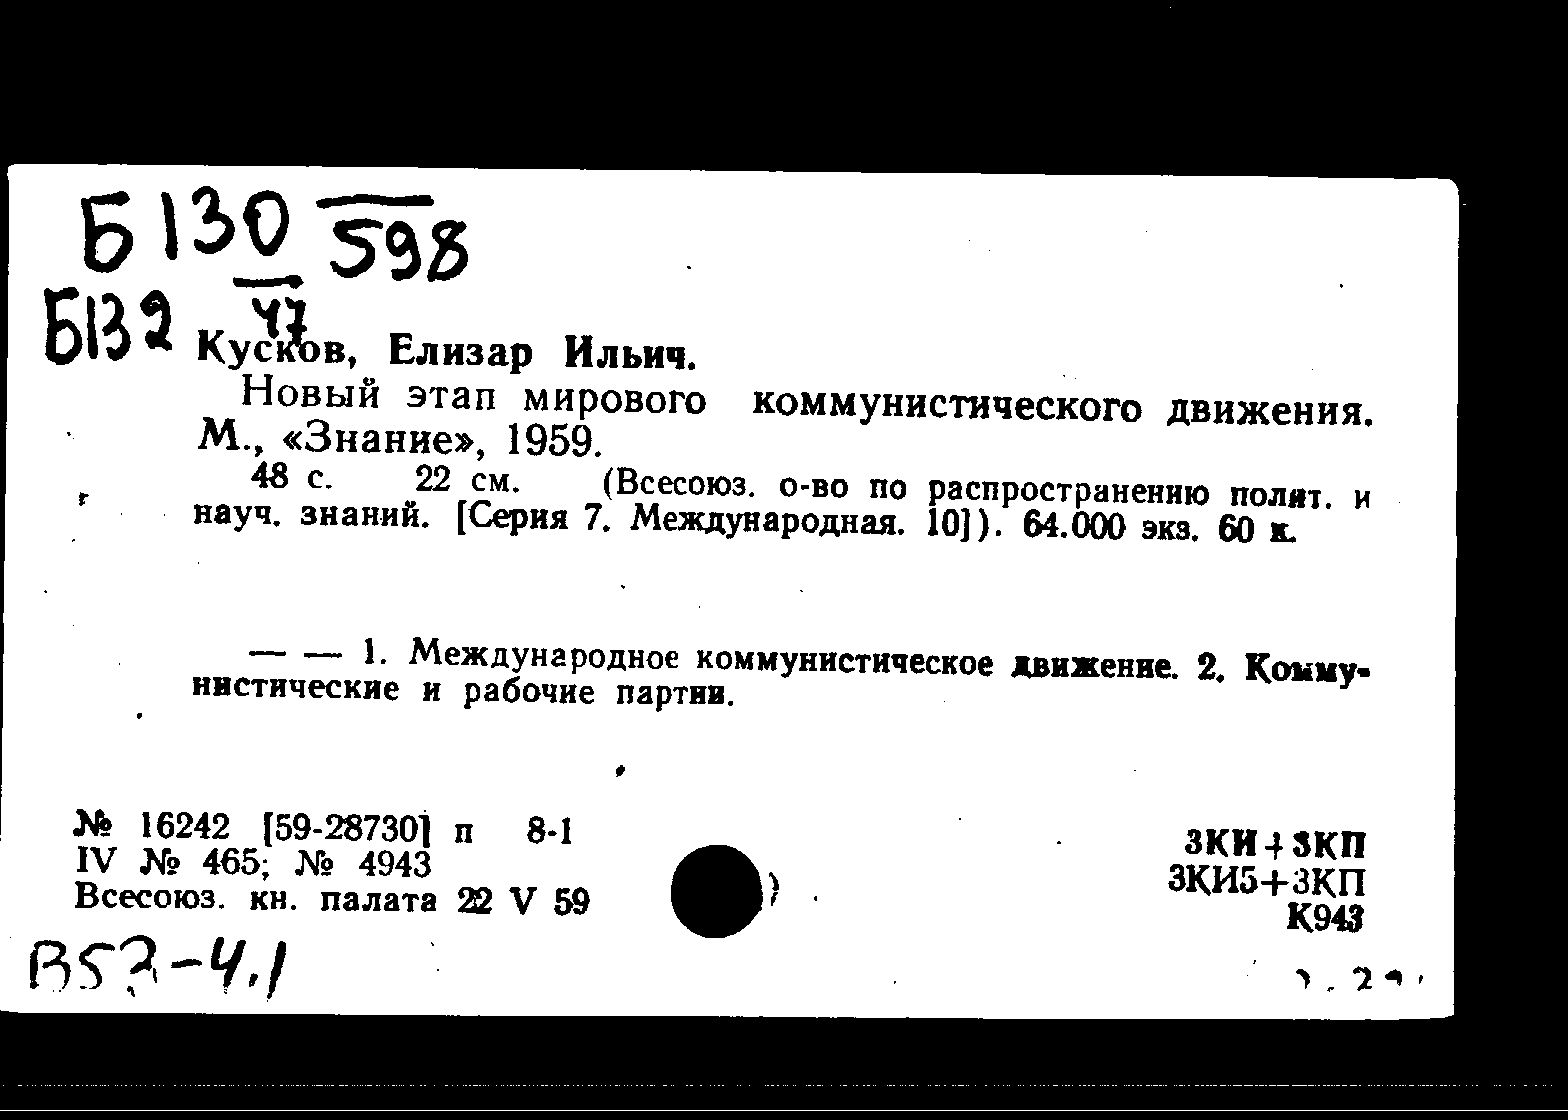 Б130 598
Б132 47
Кусков, Елизар Ильич.
Новый этап мирового коммунистического движения.
М., «Знание», 1959.
48 с. 22 см. (Всесоюз. о-во по распространению полит. и
науч. знаний. [Серия 7. Международная. 10]). 64.000 экз. 60 к.
— — 1. Международное коммунистическое движение. 2. Комму-
нистические и рабочие партии.
№ 16242 [59-28730] п 8-1
IV № 465; № 4943
Всесоюз. кн. палата 22 V 59
3КИ+3КП
3КИ5+3КП
К943
В53-4.1